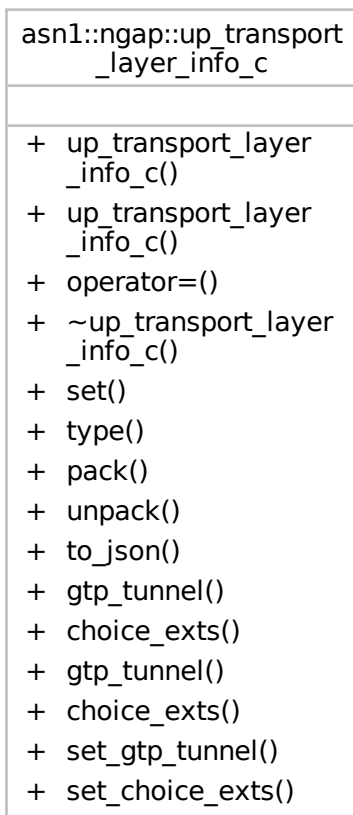 asn1::ngap::up_transport
_layer_info_c
+ up_transport_layer
_info_c()
+ up_transport_layer
_info_c()
+ operator=()
+ ~up_transport_layer
_info_c()
+ set()
+ type()
+ pack()
+ unpack()
+ to_json()
+ gtp_tunnel()
+ choice_exts()
+ gtp_tunnel()
+ choice_exts()
+ set_gtp_tunnel()
+ set_choice_exts()